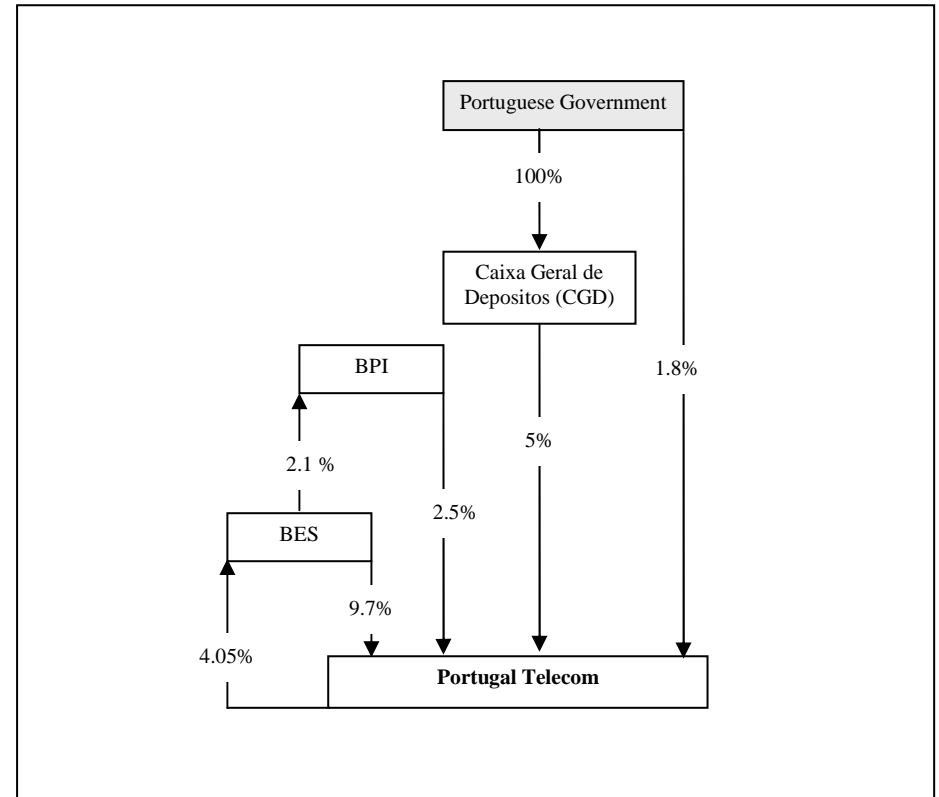 Portuguese Government
100%
Caixa Geral de
Depositos (CGD)
BPI
1.8%
5%
2.1 %
2.5%
BES
9.7%
4.05%
Portugal Telecom